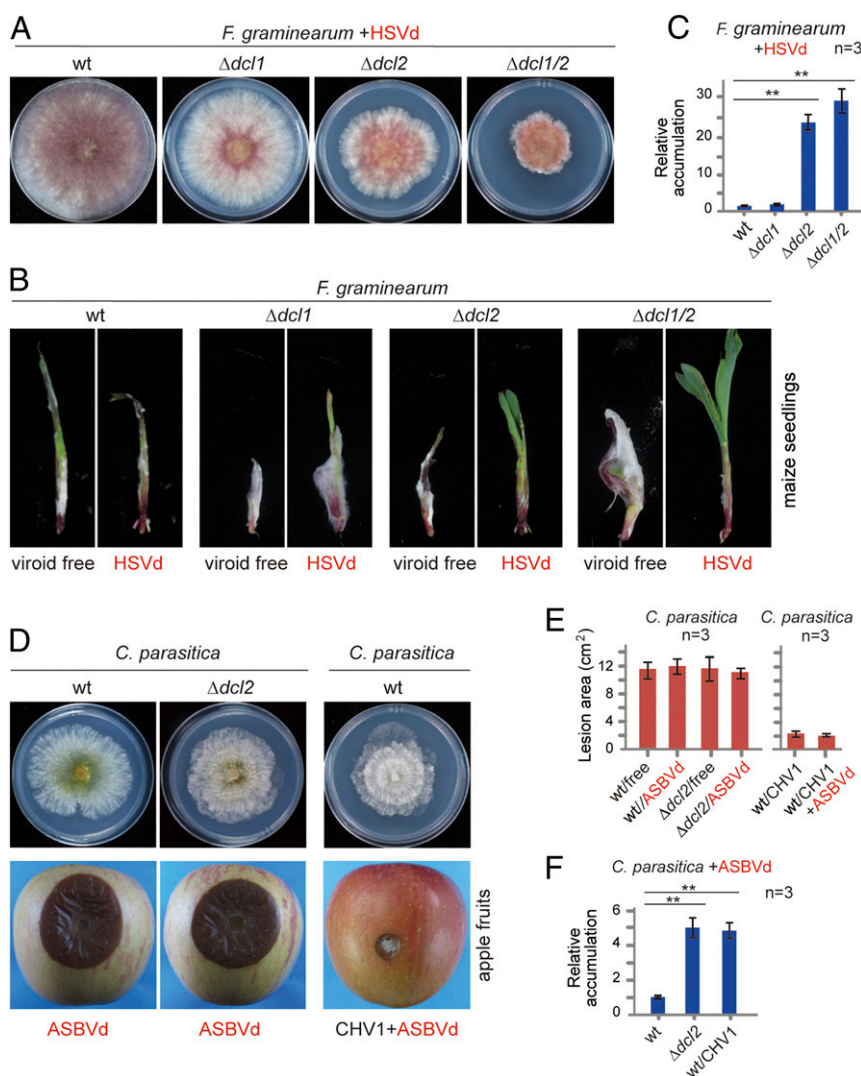 A
F. graminearum +HSVd
wt Δdcl1 Δdcl2 Δdcl1/2
B
F. graminearum
wt Δdcl1 Δdcl2 Δdcl1/2
maize seedlings
viroid free HSVd viroid free HSVd viroid free HSVd viroid free HSVd
C
F. graminearum
+HSVd n=3
**
**
Relative accumulation
30
20
10
0
wt Δdcl1 Δdcl2 Δdcl1/2
D
C. parasitica C. parasitica
wt Δdcl2 wt
apple fruits
ASBVd ASBVd CHV1+ASBVd
E
C. parasitica C. parasitica
n=3 n=3
Lesion area (cm²)
16
12
8
4
0
wt/free wt//ASBVd Δdcl2/free Δdcl2/ASBVd wt/CHV1 wt/CHV1 +ASBVd
F
C. parasitica +ASBVd
n=3
**
**
Relative accumulation
6
4
2
0
wt Δdcl2 wt/CHV1